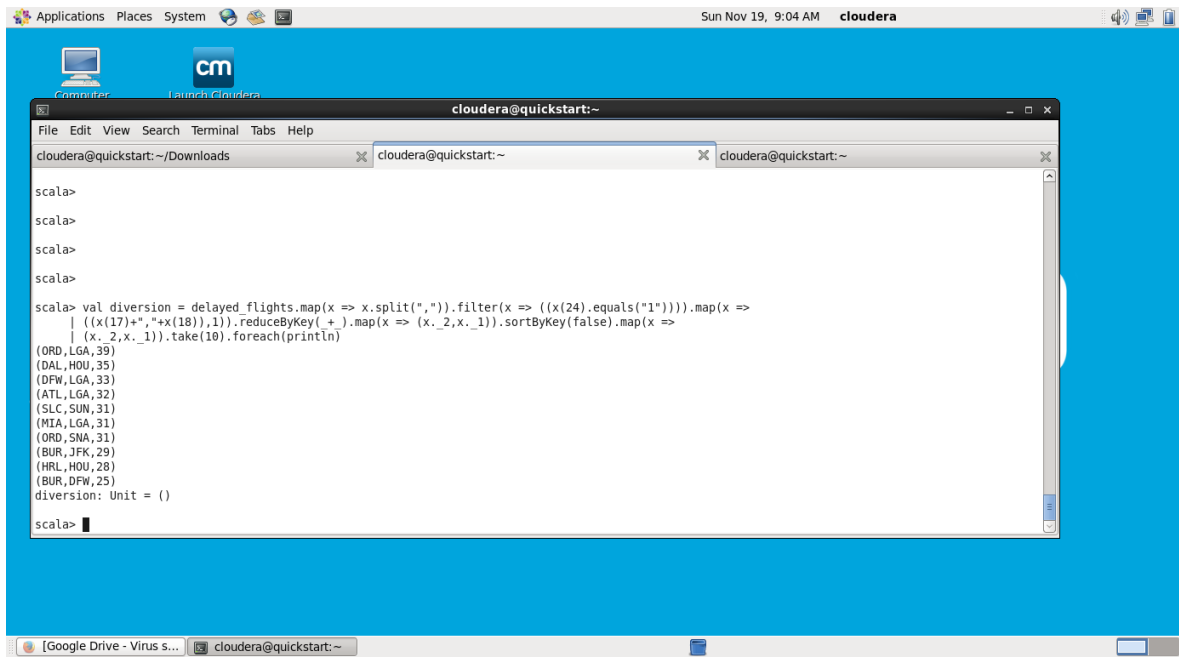 Applications Places System Sun Nov 19, 9:04 AM cloudera
cm
Computer Launch Cloudera
cloudera@quickstart:~
File Edit View Search Terminal Tabs Help
cloudera@quickstart:~/Downloads cloudera@quickstart:~ cloudera@quickstart:~
scala>
scala>
scala>
scala>
scala> val diversion = delayed_flights.map(x => x.split(",")).filter(x => ((x(24).equals("1")))).map(x =>
| ((x(17)+","+x(18)),1)).reduceByKey(_+_).map(x => (x._2,x._1)).sortByKey(false).map(x =>
| (x._2,x._1)).take(10).foreach(println)
(ORD,LGA,39)
(DAL,HOU,35)
(DFW,LGA,33)
(ATL,LGA,32)
(SLC,SUN,31)
(MIA,LGA,31)
(ORD,SNA,31)
(BUR,JFK,29)
(HRL,HOU,28)
(BUR,DFW,25)
diversion: Unit = ()
scala>
[Google Drive - Virus s... cloudera@quickstart:~